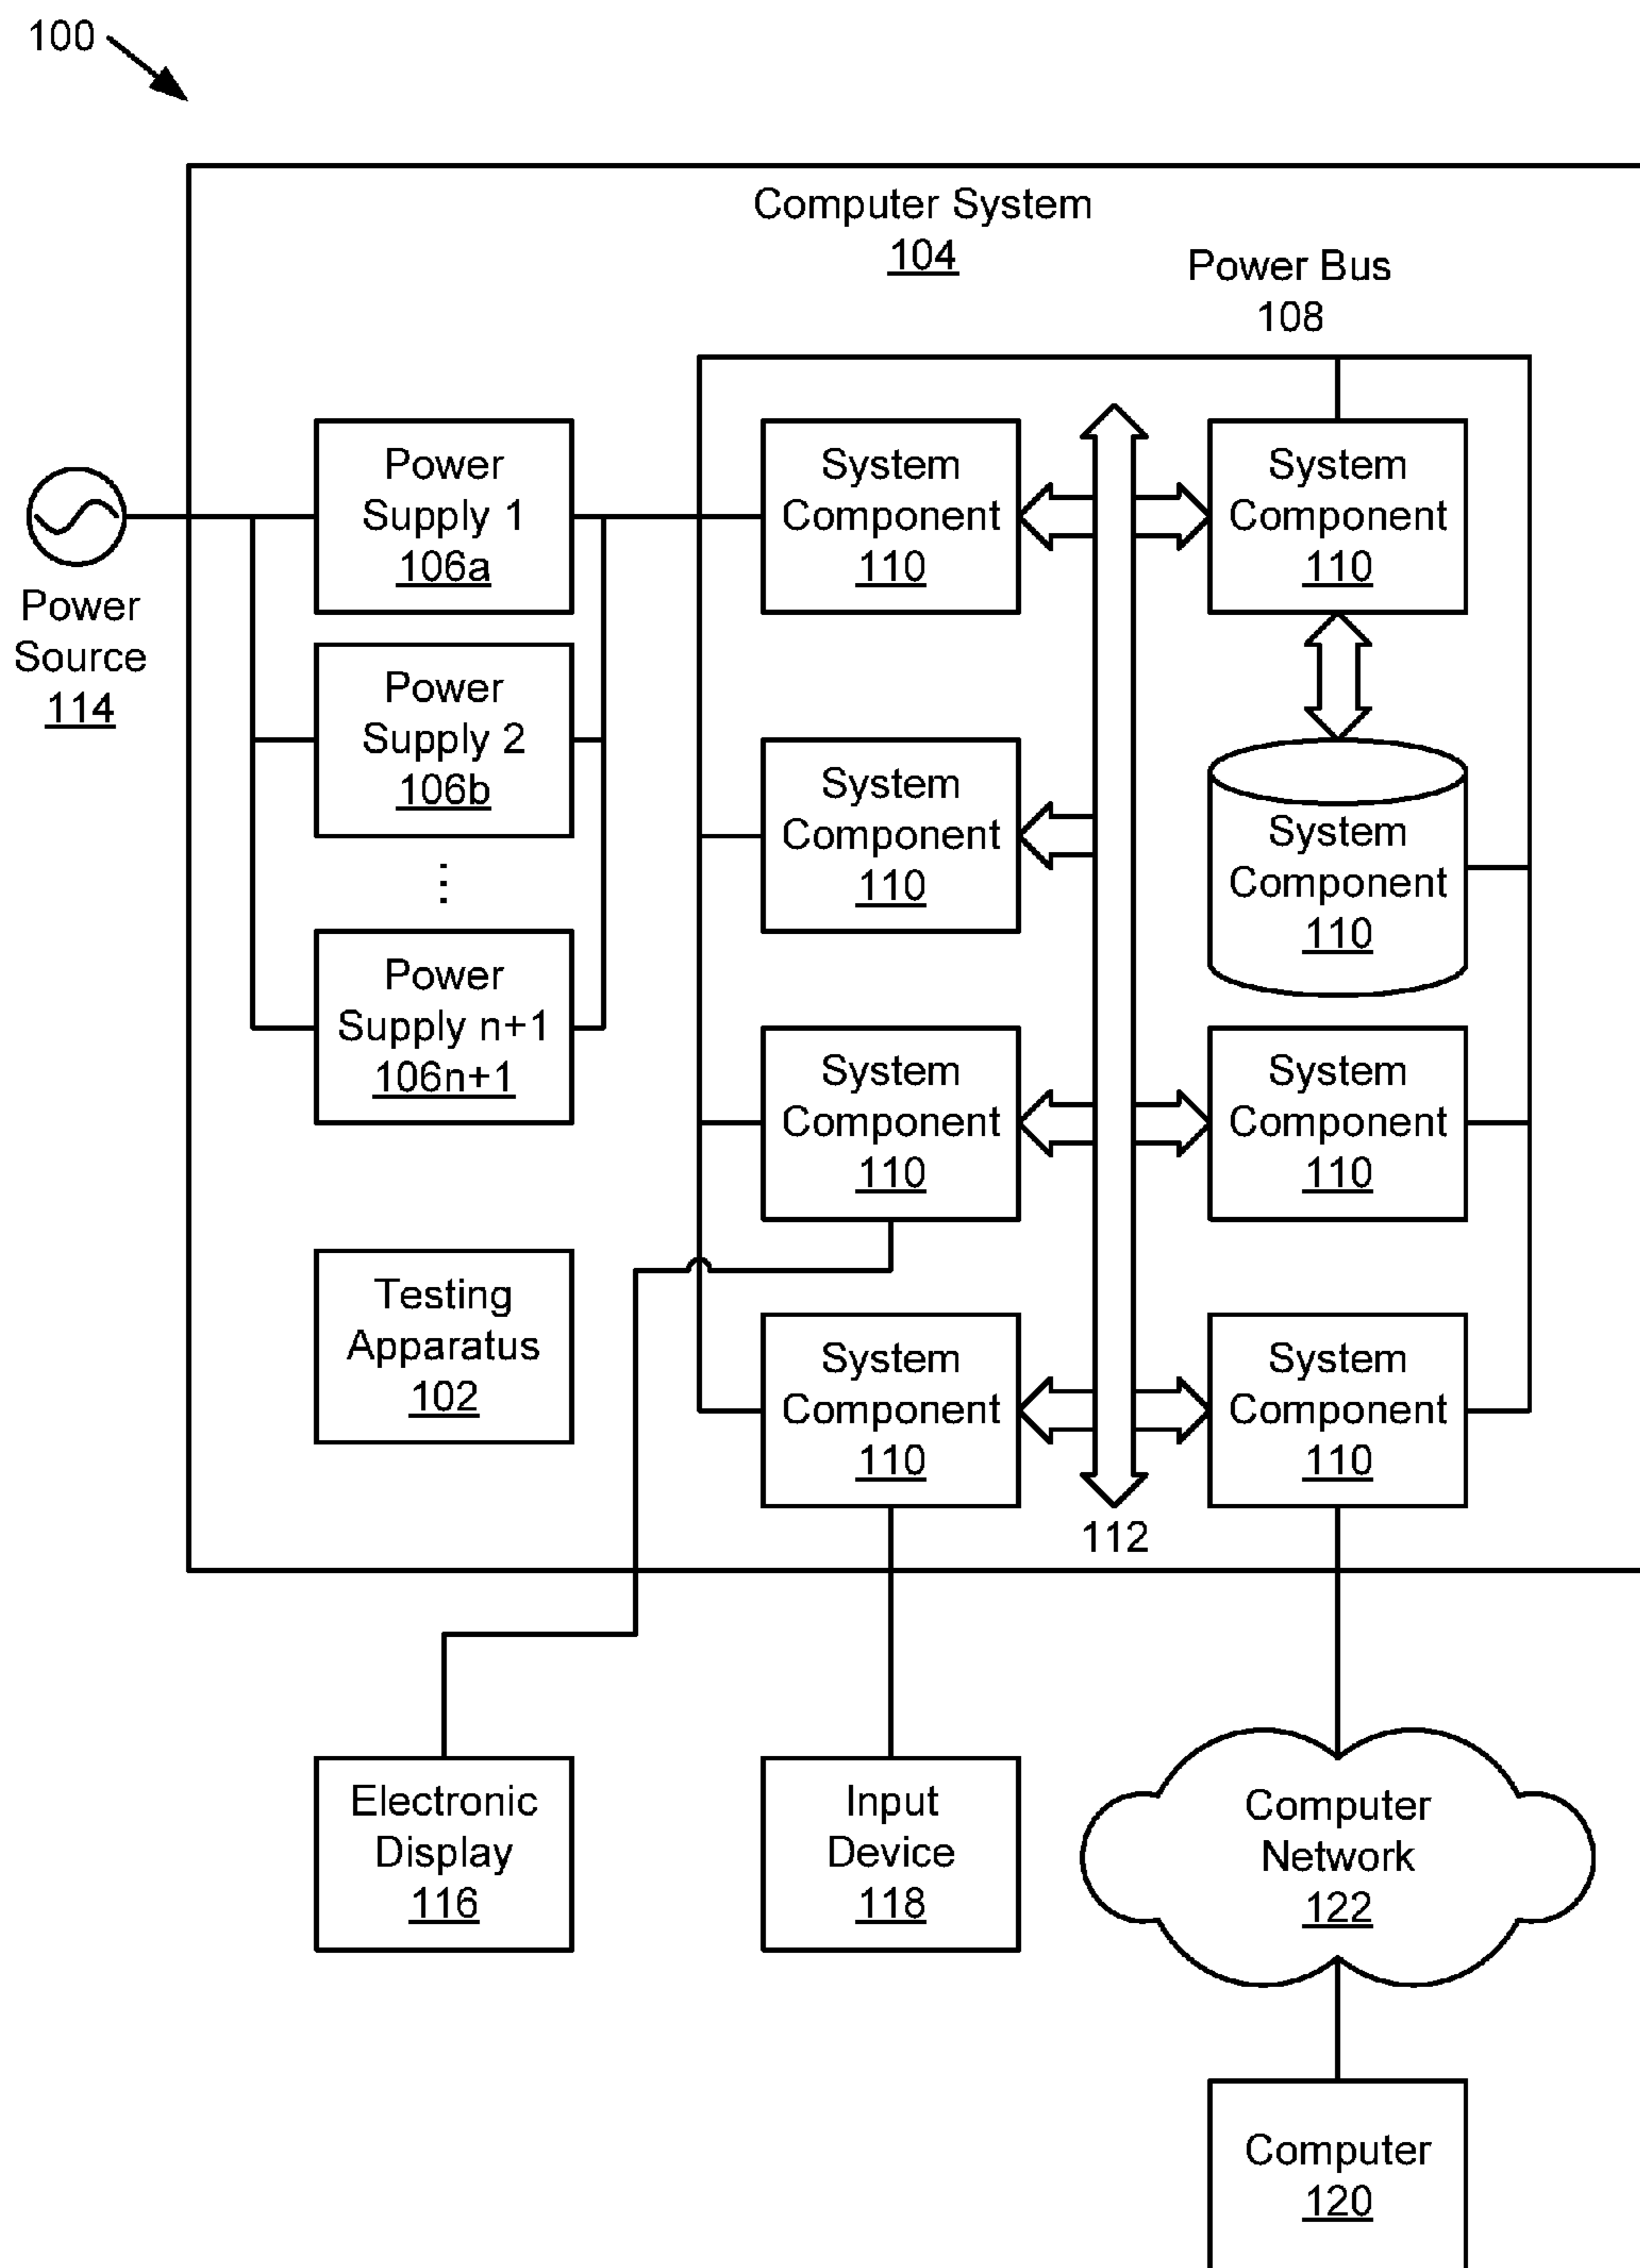 100
Computer System
104
Power Bus
108
Power
Supply 1
106a
System
Component
110
System
Component
110
Power
Source
114
Power
Supply 2
106b
System
Component
110
System
Component
110
Power
Supply n+1
106n+1
System
Component
110
System
Component
110
Testing
Apparatus
102
System
Component
110
System
Component
110
112
Electronic
Display
116
Input
Device
118
Computer
Network
122
Computer
120